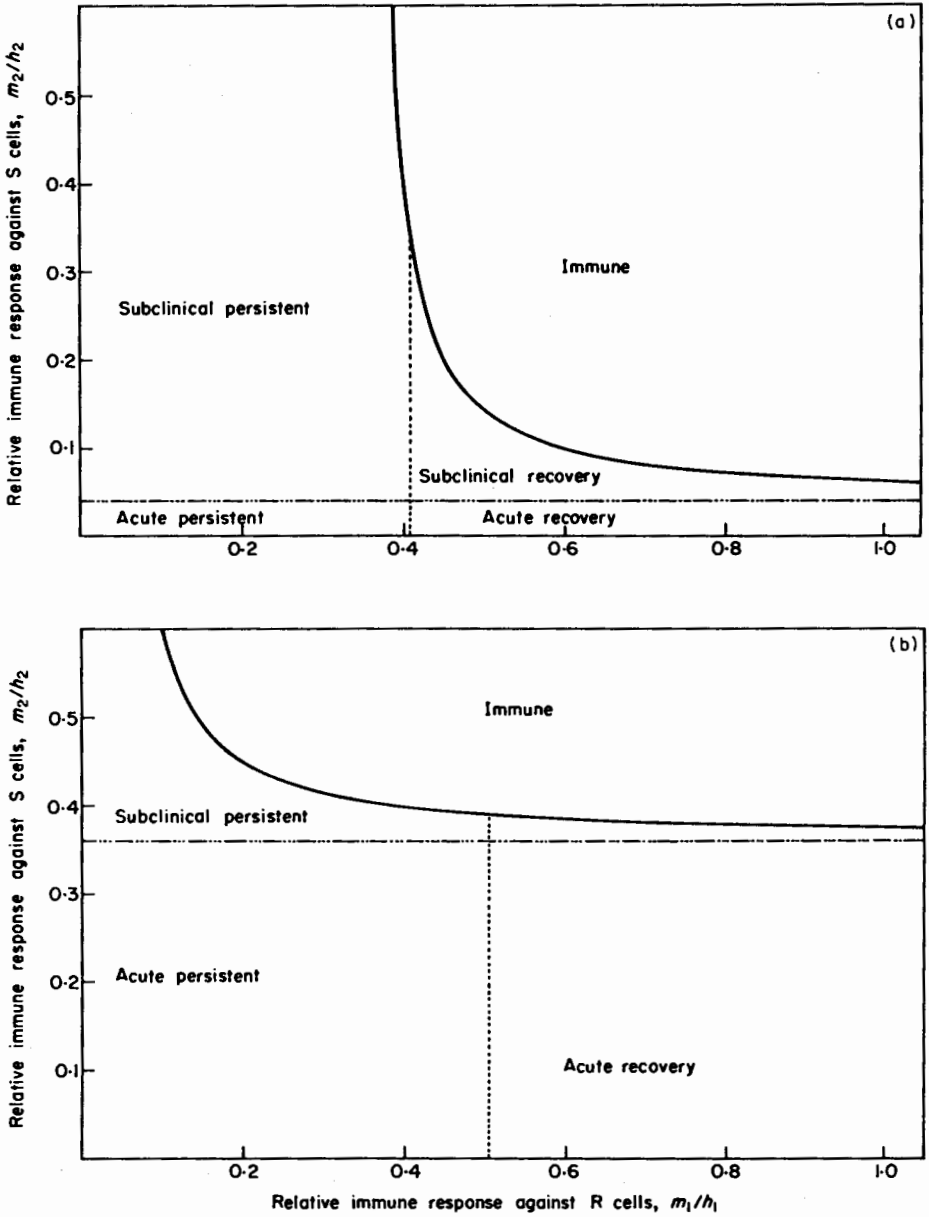 (a)
Relative immune response against S cells, m₂/h₂
0·5
0·4
0·3
0·2
0·1
Immune
Subclinical persistent
Subclinical recovery
Acute persistent
Acute recovery
0·2
0·4
0·6
0·8
1·0
(b)
Relative immune response against S cells, m₂/h₂
0·5
0·4
0·3
0·2
0·1
Immune
Subclinical persistent
Acute persistent
Acute recovery
0·2
0·4
0·6
0·8
1·0
Relative immune response against R cells, m₁/h₁